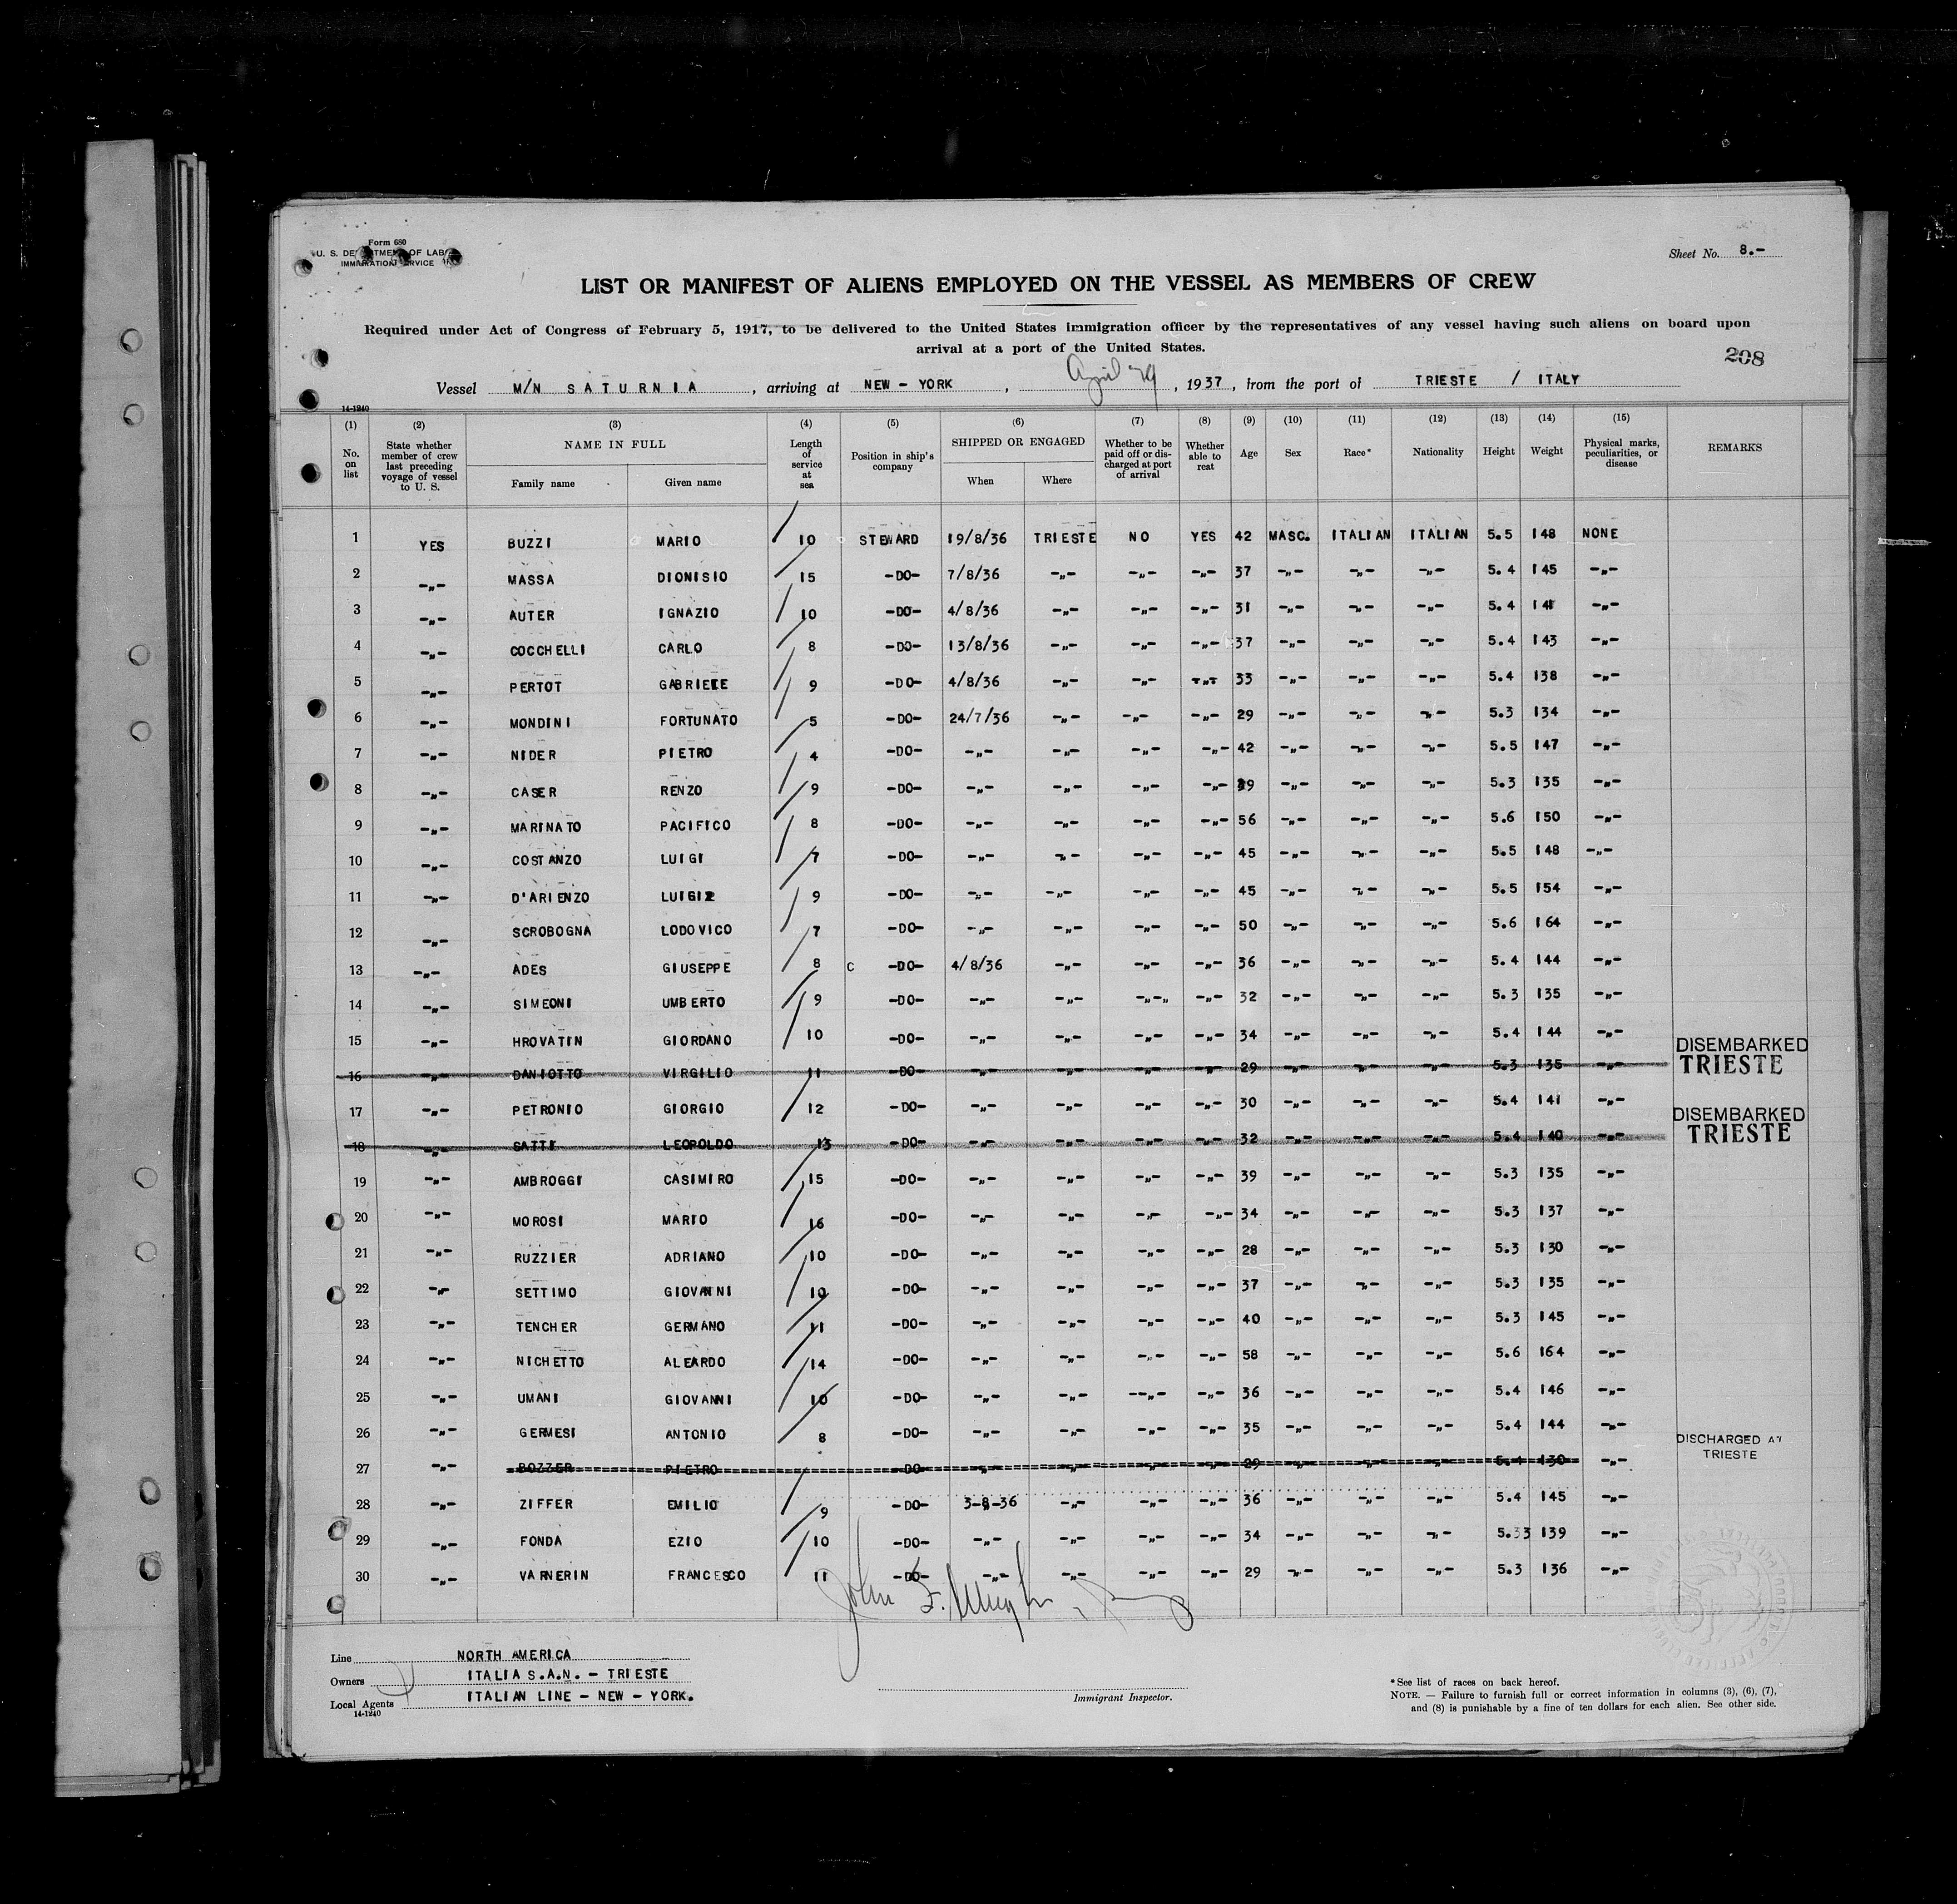 Form 680
U. S. DEPARTMENT OF LABOR
IMMIGRATION SERVICE
Sheet No. 8.-
LIST OR MANIFEST OF ALIENS EMPLOYED ON THE VESSEL AS MEMBERS OF CREW
Required under Act of Congress of February 5, 1917, to be delivered to the United States immigration officer by the representatives of any vessel having such aliens on board upon
arrival at a port of the United States.
208
Vessel M/N SATURNIA, arriving at NEW-YORK, April 29, 1937, from the port of TRIESTE / ITALY
14-1240
(1) No. on list (2) State whether member of crew last preceding voyage of vessel to U. S. (3) NAME IN FULL Family name Given name (4) Length of service at sea (5) Position in ship's company (6) SHIPPED OR ENGAGED When Where (7) Whether to be paid off or discharged at port of arrival (8) Whether able to reat (9) Age (10) Sex (11) Race* (12) Nationality (13) Height (14) Weight (15) Physical marks, peculiarities, or disease REMARKS
1 YES BUZZI MARIO 10 STEWARD 19/8/36 TRIESTE NO YES 42 MASC. ITALIAN ITALIAN 5.5 148 NONE
2 -"- MASSA DIONISIO 15 -DO- 7/8/36 -"- -"- -"- 37 -"- -"- -"- 5.4 145 -"-
3 -"- AUTER IGNAZIO 10 -DO- 4/8/36 -"- -"- -"- 31 -"- -"- -"- 5.4 141 -"-
4 -"- COCCHELLI CARLO 8 -DO- 13/8/36 -"- -"- -"- 37 -"- -"- -"- 5.4 143 -"-
5 -"- PERTOT GABRIELE 9 -DO- 4/8/36 -"- -"- -"- 33 -"- -"- -"- 5.4 138 -"-
6 -"- MONDINI FORTUNATO 5 -DO- 24/7/36 -"- -"- -"- 29 -"- -"- -"- 5.3 134 -"-
7 -"- NIDER PIETRO 4 -DO- -"- -"- -"- -"- 42 -"- -"- -"- 5.5 147 -"-
8 -"- CASER RENZO 9 -DO- -"- -"- -"- -"- 29 -"- -"- -"- 5.3 135 -"-
9 -"- MARINATO PACIFICO 8 -DO- -"- -"- -"- -"- 56 -"- -"- -"- 5.6 150 -"-
10 -"- COSTANZO LUIGI 7 -DO- -"- -"- -"- -"- 45 -"- -"- -"- 5.5 148 -"-
11 -"- D'ARIENZO LUIGI 9 -DO- -"- -"- -"- -"- 45 -"- -"- -"- 5.5 154 -"-
12 -"- SCROBOGNA LODOVICO 7 -DO- -"- -"- -"- -"- 50 -"- -"- -"- 5.6 164 -"-
13 -"- ADES GIUSEPPE 8 C -DO- 4/8/36 -"- -"- -"- 36 -"- -"- -"- 5.4 144 -"-
14 -"- SIMEONI UMBERTO 9 -DO- -"- -"- -"-" -"- 32 -"- -"- -"- 5.3 135 -"-
15 -"- HROVATIN GIORDANO 10 -DO- -"- -"- -"- -"- 34 -"- -"- -"- 5.4 144 -"-
16 -"- DANIOTTO VIRGILIO 11 -DO- -"- -"- -"- -"- 29 -"- -"- -"- 5.3 135 -"- DISEMBARKED TRIESTE
17 -"- PETRONIO GIORGIO 12 -DO- -"- -"- -"- -"- 30 -"- -"- -"- 5.4 141 -"-
18 -"- SATTI LEOPOLDO 13 -DO- -"- -"- -"- -"- 32 -"- -"- -"- 5.4 140 -"- DISEMBARKED TRIESTE
19 -"- AMBROGGI CASIMIRO 15 -DO- -"- -"- -"- -"- 39 -"- -"- -"- 5.3 135 -"-
20 -"- MOROSI MARIO 16 -DO- -"- -"- -"- -"- 34 -"- -"- -"- 5.3 137 -"-
21 -"- RUZZIER ADRIANO 10 -DO- -"- -"- -"- -"- 28 -"- -"- -"- 5.3 130 -"-
22 -"- SETTIMO GIOVANNI 10 -DO- -"- -"- -"- -"- 37 -"- -"- -"- 5.3 135 -"-
23 -"- TENCHER GERMANO 11 -DO- -"- -"- -"- -"- 40 -"- -"- -"- 5.3 145 -"-
24 -"- NICHETTO ALEARDO 14 -DO- -"- -"- -"- -"- 58 -"- -"- -"- 5.6 164 -"-
25 -"- UMANI GIOVANNI 10 -DO- -"- -"- -"- -"- 36 -"- -"- -"- 5.4 146 -"-
26 -"- GERMESI ANTONIO 8 -DO- -"- -"- -"- -"- 35 -"- -"- -"- 5.4 144 -"-
27 -"- BOZZER PIETRO -DO- -"- -"- -"- -"- 29 -"- -"- -"- 5.4 130 -"- DISCHARGED AT TRIESTE
28 -"- ZIFFER EMILIO 9 -DO- 3-8-36 -"- -"- -"- 36 -"- -"- -"- 5.4 145 -"-
29 -"- FONDA EZIO 10 -DO- -"- -"- -"- -"- 34 -"- -"- -"- 5.33 139 -"-
30 -"- VARNERIN FRANCESCO 11 -DO- -"- -"- -"- -"- 29 -"- -"- -"- 5.3 136 -"-
John F.
Line NORTH AMERICA
Owners ITALIA S.A.N. - TRIESTE
Local Agents ITALIAN LINE - NEW - YORK.
14-1240
Immigrant Inspector.
*See list of races on back hereof.
NOTE. — Failure to furnish full or correct information in columns (3), (6), (7),
and (8) is punishable by a fine of ten dollars for each alien. See other side.